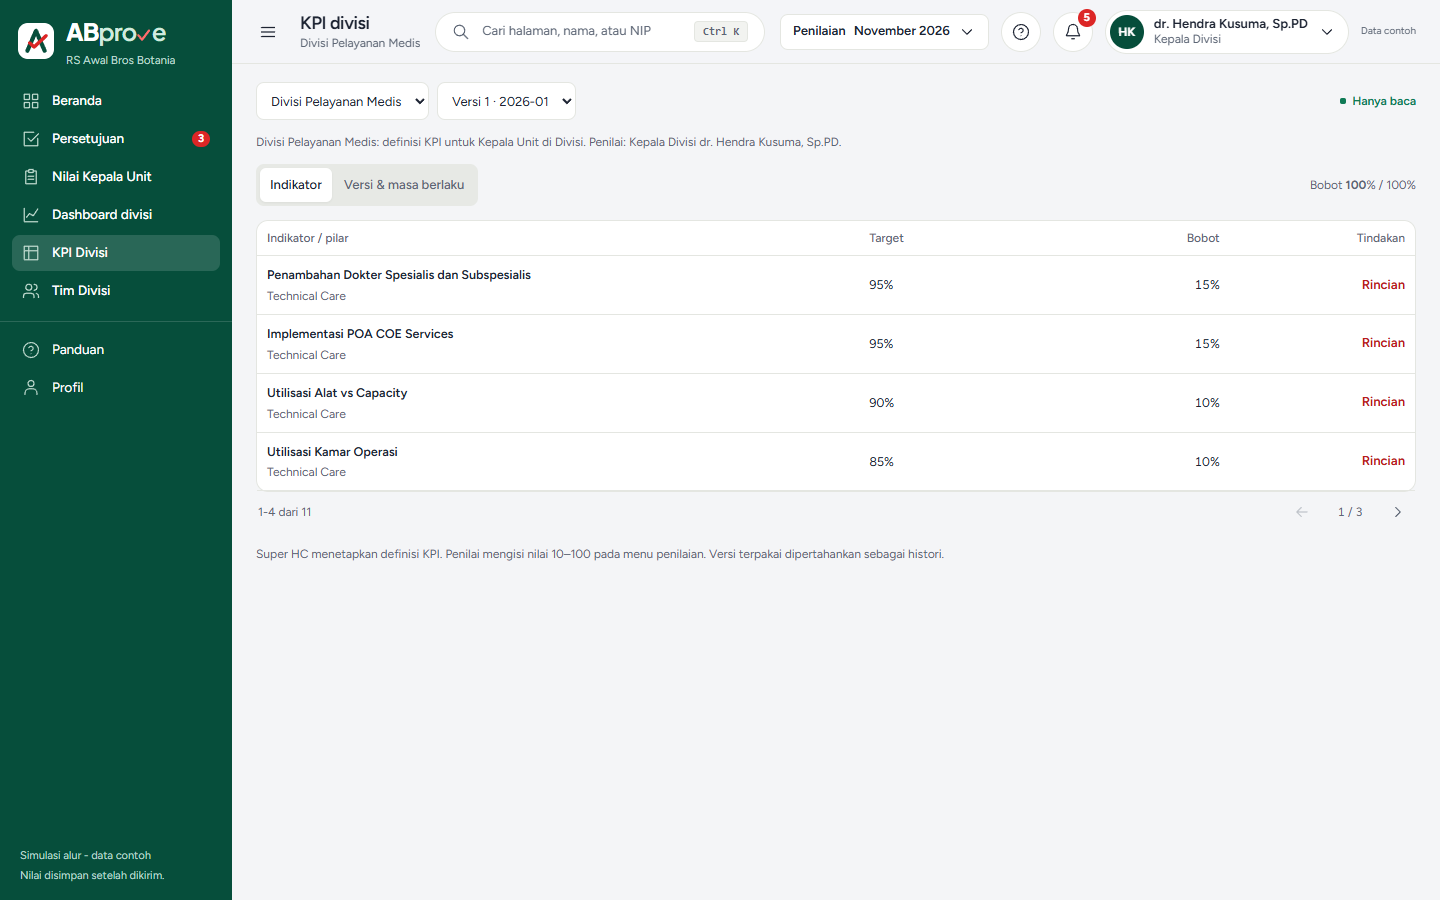 ABprove
RS Awal Bros Botania
Beranda
Persetujuan 3
Nilai Kepala Unit
Dashboard divisi
KPI Divisi
Tim Divisi
Panduan
Profil
Simulasi alur - data contoh
Nilai disimpan setelah dikirim.
KPI divisi
Divisi Pelayanan Medis
Cari halaman, nama, atau NIP Ctrl K
Penilaian November 2026
5
HK
dr. Hendra Kusuma, Sp.PD
Kepala Divisi
Data contoh
Divisi Pelayanan Medis
Versi 1 · 2026-01
Hanya baca
Divisi Pelayanan Medis: definisi KPI untuk Kepala Unit di Divisi. Penilai: Kepala Divisi dr. Hendra Kusuma, Sp.PD.
Indikator
Versi & masa berlaku
Bobot 100% / 100%
Indikator / pilar Target Bobot Tindakan
Penambahan Dokter Spesialis dan Subspesialis
Technical Care
95% 15% Rincian
Implementasi POA COE Services
Technical Care
95% 15% Rincian
Utilisasi Alat vs Capacity
Technical Care
90% 10% Rincian
Utilisasi Kamar Operasi
Technical Care
85% 10% Rincian
1-4 dari 11
1 / 3
Super HC menetapkan definisi KPI. Penilai mengisi nilai 10–100 pada menu penilaian. Versi terpakai dipertahankan sebagai histori.